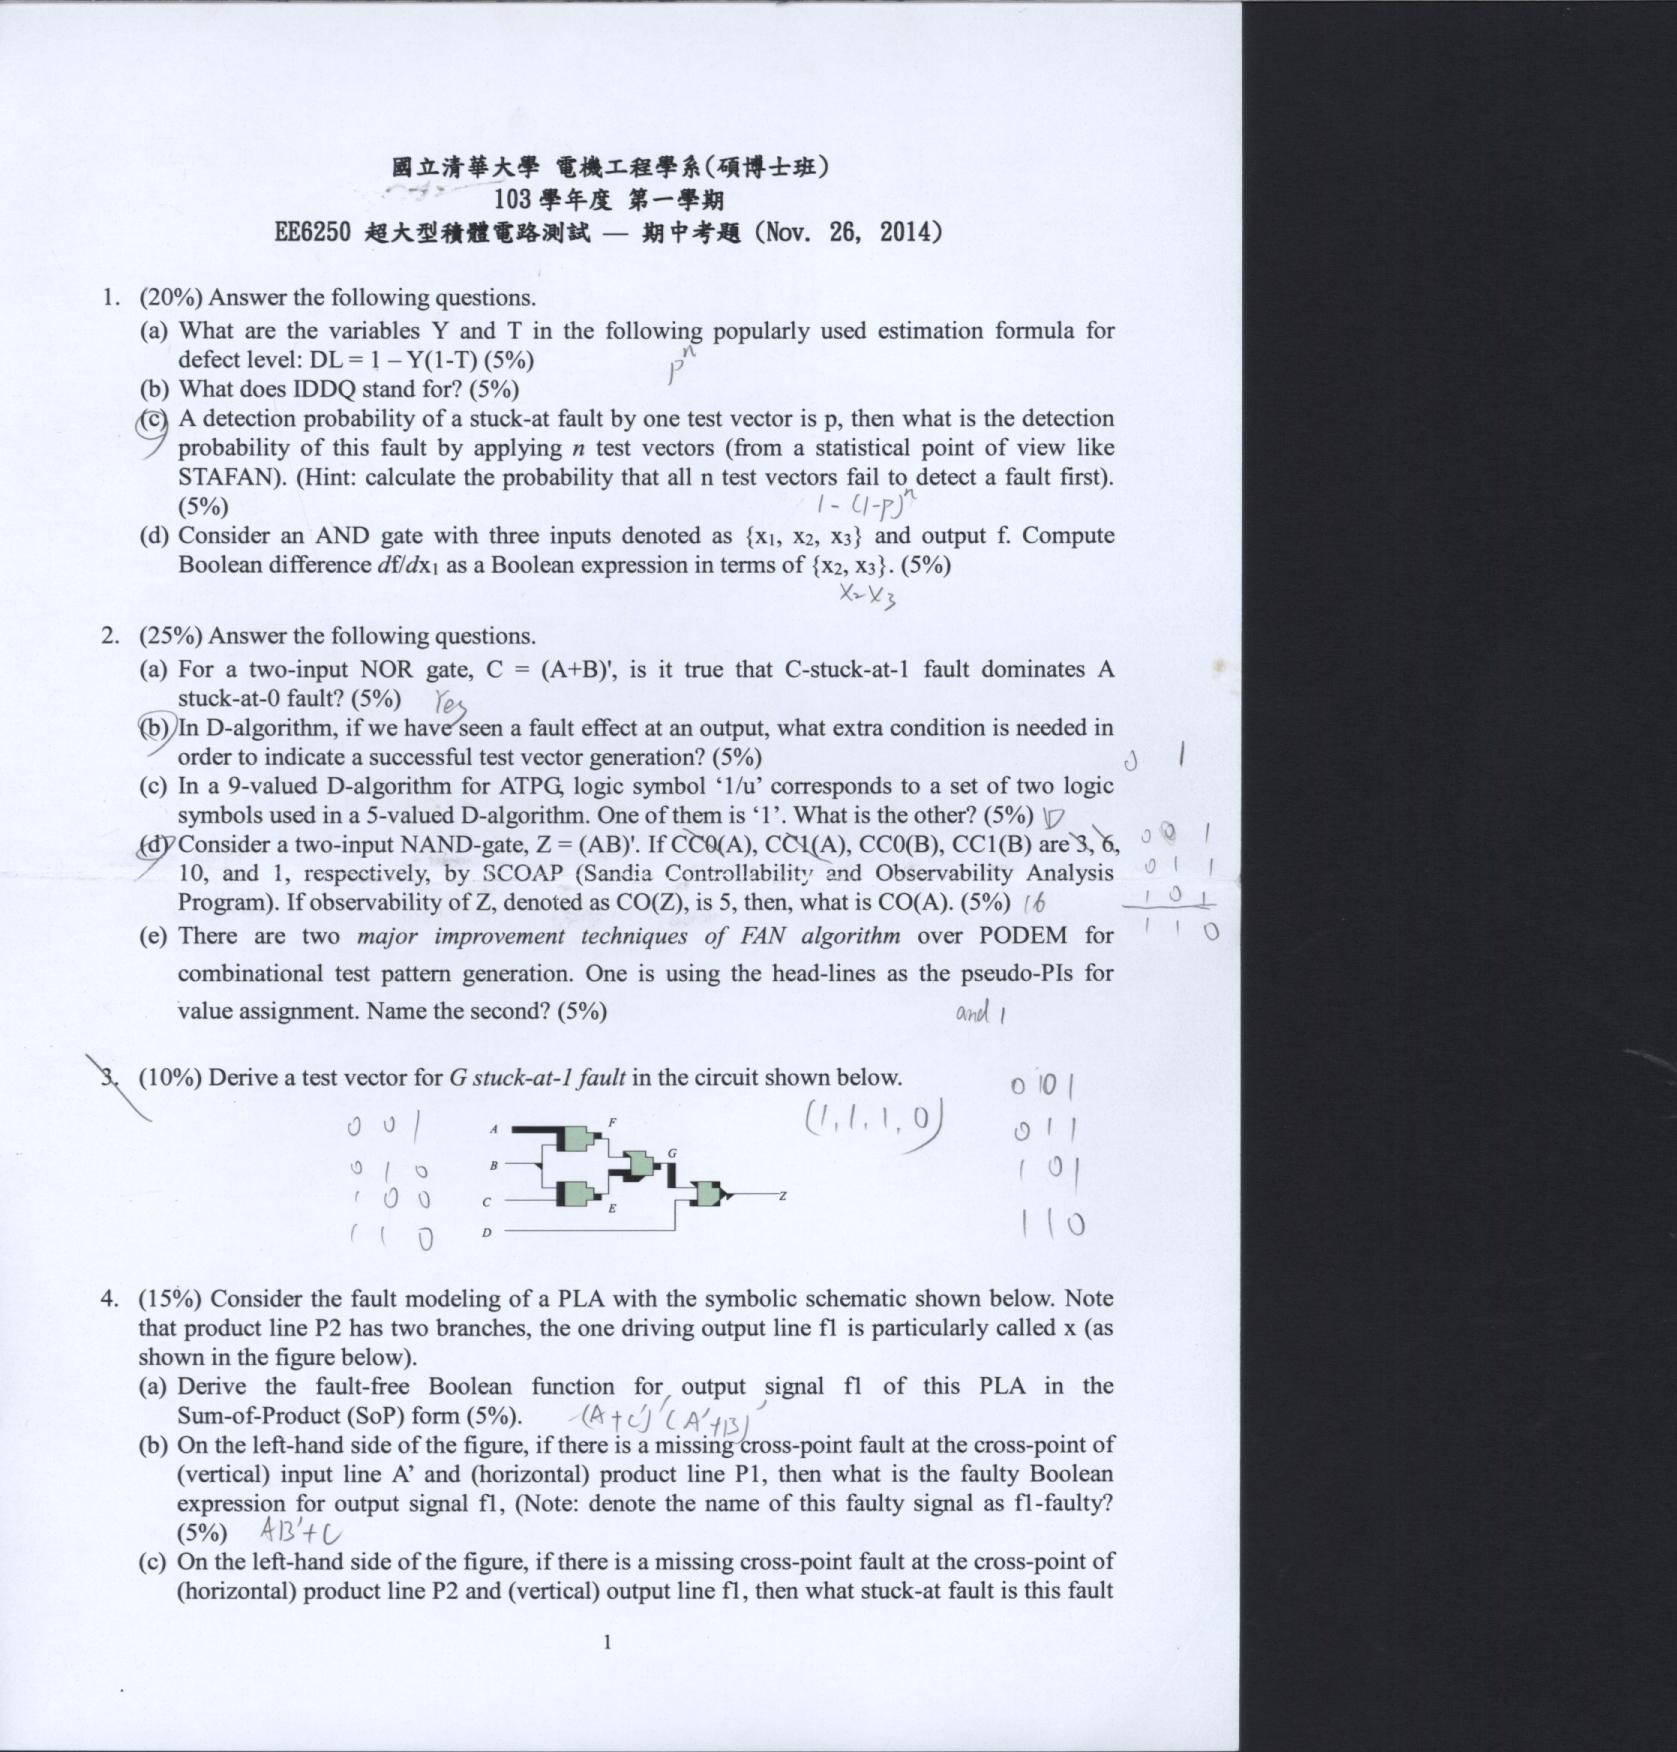 國立清華大學 電機工程學系(碩博士班)
103 學年度 第一學期
EE6250 超大型積體電路測試 — 期中考題 (Nov. 26, 2014)
1. (20%) Answer the following questions.
(a) What are the variables Y and T in the following popularly used estimation formula for
defect level: DL = 1 – Y(1-T) (5%)
pⁿ
(b) What does IDDQ stand for? (5%)
(c) A detection probability of a stuck-at fault by one test vector is p, then what is the detection
probability of this fault by applying n test vectors (from a statistical point of view like
STAFAN). (Hint: calculate the probability that all n test vectors fail to detect a fault first).
(5%)
1 - (1-p)ⁿ
(d) Consider an AND gate with three inputs denoted as {x1, x2, x3} and output f. Compute
Boolean difference df/dx1 as a Boolean expression in terms of {x2, x3}. (5%)
X2X3
2. (25%) Answer the following questions.
(a) For a two-input NOR gate, C = (A+B)', is it true that C-stuck-at-1 fault dominates A
stuck-at-0 fault? (5%) Yes
(b) In D-algorithm, if we have seen a fault effect at an output, what extra condition is needed in
order to indicate a successful test vector generation? (5%)
0 1
(c) In a 9-valued D-algorithm for ATPG, logic symbol ‘1/u’ corresponds to a set of two logic
symbols used in a 5-valued D-algorithm. One of them is ‘1’. What is the other? (5%) D
(d) Consider a two-input NAND-gate, Z = (AB)'. If CC0(A), CC1(A), CC0(B), CC1(B) are 3, 6,
0 0 1
10, and 1, respectively, by SCOAP (Sandia Controllability and Observability Analysis
0 1 1
Program). If observability of Z, denoted as CO(Z), is 5, then, what is CO(A). (5%) 16
1 0 1
(e) There are two major improvement techniques of FAN algorithm over PODEM for
1 1 0
combinational test pattern generation. One is using the head-lines as the pseudo-PIs for
value assignment. Name the second? (5%)
and 1
3. (10%) Derive a test vector for G stuck-at-1 fault in the circuit shown below.
(1,1,1,0)
0 0 1
0 1 0
1 0 0
1 1 0
A
B
C
D
F
E
G
Z
0 1 0 1
0 1 1
1 0 1
1 1 0
4. (15%) Consider the fault modeling of a PLA with the symbolic schematic shown below. Note
that product line P2 has two branches, the one driving output line f1 is particularly called x (as
shown in the figure below).
(a) Derive the fault-free Boolean function for output signal f1 of this PLA in the
Sum-of-Product (SoP) form (5%).
(A+C')'(A'+B)'
(b) On the left-hand side of the figure, if there is a missing cross-point fault at the cross-point of
(vertical) input line A’ and (horizontal) product line P1, then what is the faulty Boolean
expression for output signal f1, (Note: denote the name of this faulty signal as f1-faulty?
(5%) AB'+C
(c) On the left-hand side of the figure, if there is a missing cross-point fault at the cross-point of
(horizontal) product line P2 and (vertical) output line f1, then what stuck-at fault is this fault
1